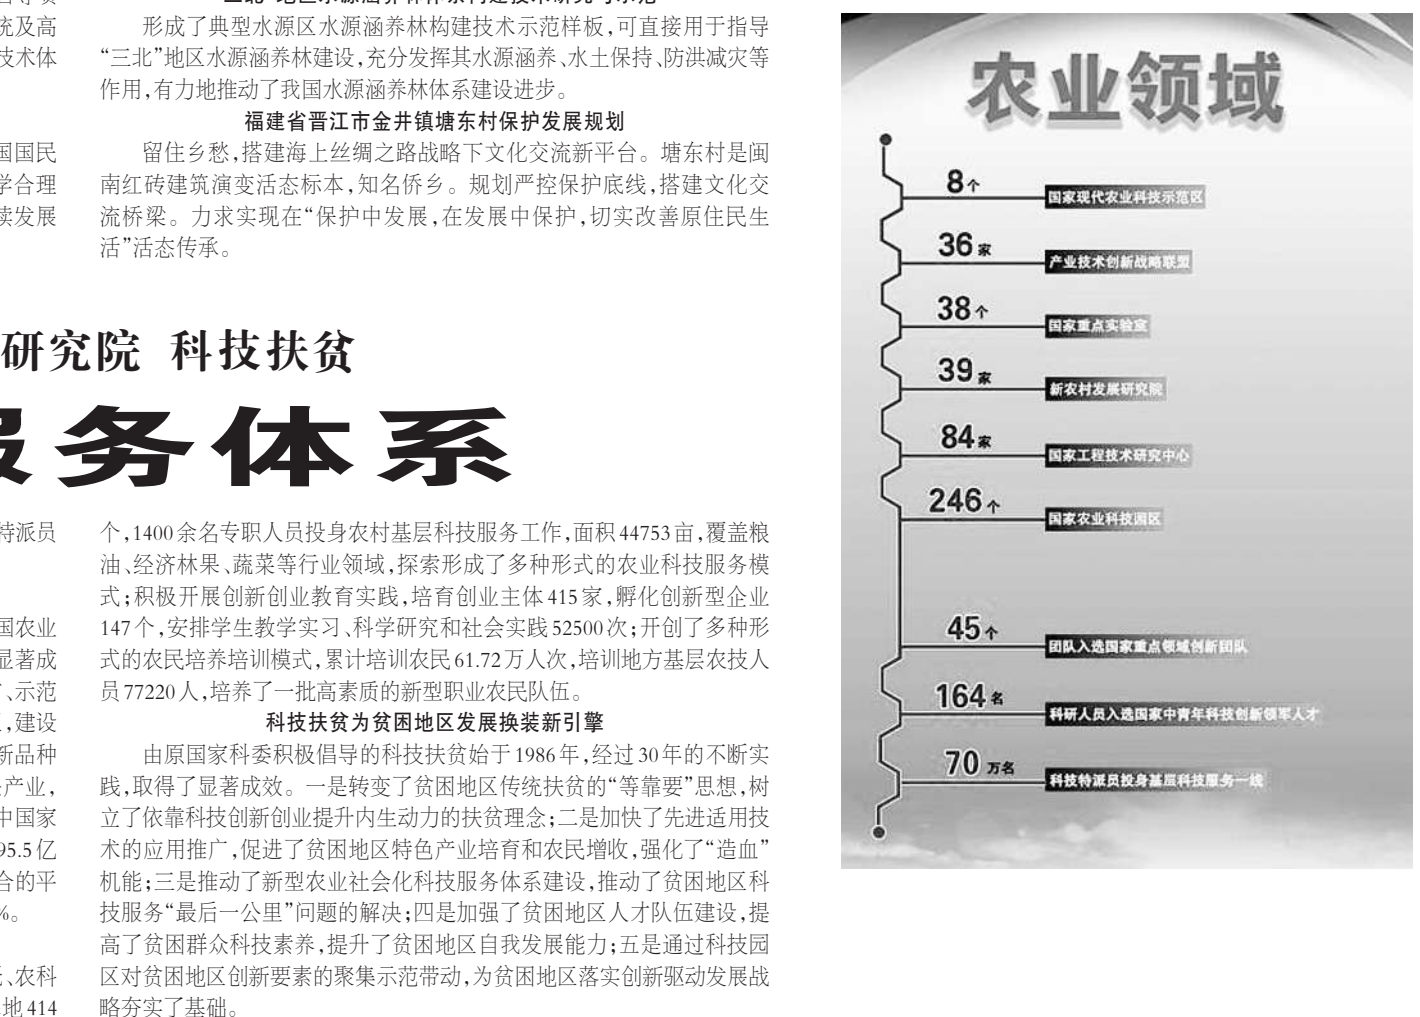 统及高
技术体
国国民
学合理
续发展
形成了典型水源区水源涵养林构建技术示范样板,可直接用于指导
“三北”地区水源涵养林建设,充分发挥其水源涵养、水土保持、防洪减灾等
作用,有力地推动了我国水源涵养林体系建设进步。
福建省晋江市金井镇塘东村保护发展规划
留住乡愁,搭建海上丝绸之路战略下文化交流新平台。塘东村是闽
南红砖建筑演变活态标本,知名侨乡。规划严控保护底线,搭建文化交
流桥梁。力求实现在“保护中发展,在发展中保护,切实改善原住民生
活”活态传承。
研究院 科技扶贫
服务体系
特派员
国农业
显著成
、示范
,建设
新品种
产业,
中国家
95.5亿
合的平
%。
、农科
地414
个,1400余名专职人员投身农村基层科技服务工作,面积44753亩,覆盖粮
油、经济林果、蔬菜等行业领域,探索形成了多种形式的农业科技服务模
式;积极开展创新创业教育实践,培育创业主体415家,孵化创新型企业
147个,安排学生教学实习、科学研究和社会实践52500次;开创了多种形
式的农民培养培训模式,累计培训农民61.72万人次,培训地方基层农技人
员77220人,培养了一批高素质的新型职业农民队伍。
科技扶贫为贫困地区发展换装新引擎
由原国家科委积极倡导的科技扶贫始于1986年,经过30年的不断实
践,取得了显著成效。一是转变了贫困地区传统扶贫的“等靠要”思想,树
立了依靠科技创新创业提升内生动力的扶贫理念;二是加快了先进适用技
术的应用推广,促进了贫困地区特色产业培育和农民增收,强化了“造血”
机能;三是推动了新型农业社会化科技服务体系建设,推动了贫困地区科
技服务“最后一公里”问题的解决;四是加强了贫困地区人才队伍建设,提
高了贫困群众科技素养,提升了贫困地区自我发展能力;五是通过科技园
区对贫困地区创新要素的聚集示范带动,为贫困地区落实创新驱动发展战
略夯实了基础。
农业领域
8个 国家现代农业科技示范区
36家 产业技术创新战略联盟
38个 国家重点实验室
39家 新农村发展研究院
84家 国家工程技术研究中心
246个 国家农业科技园区
45个 团队入选国家重点领域创新团队
164名 科研人员入选国家中青年科技创新领军人才
70万名 科技特派员投身基层科技服务一线